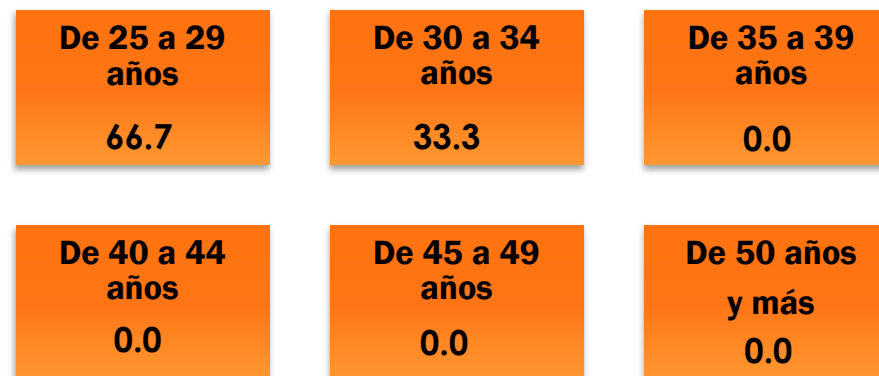 De 25 a 29
años
66.7
De 30 a 34
años
33.3
De 35 a 39
años
0.0
De 40 a 44
años
0.0
De 45 a 49
años
0.0
De 50 años
y más
0.0